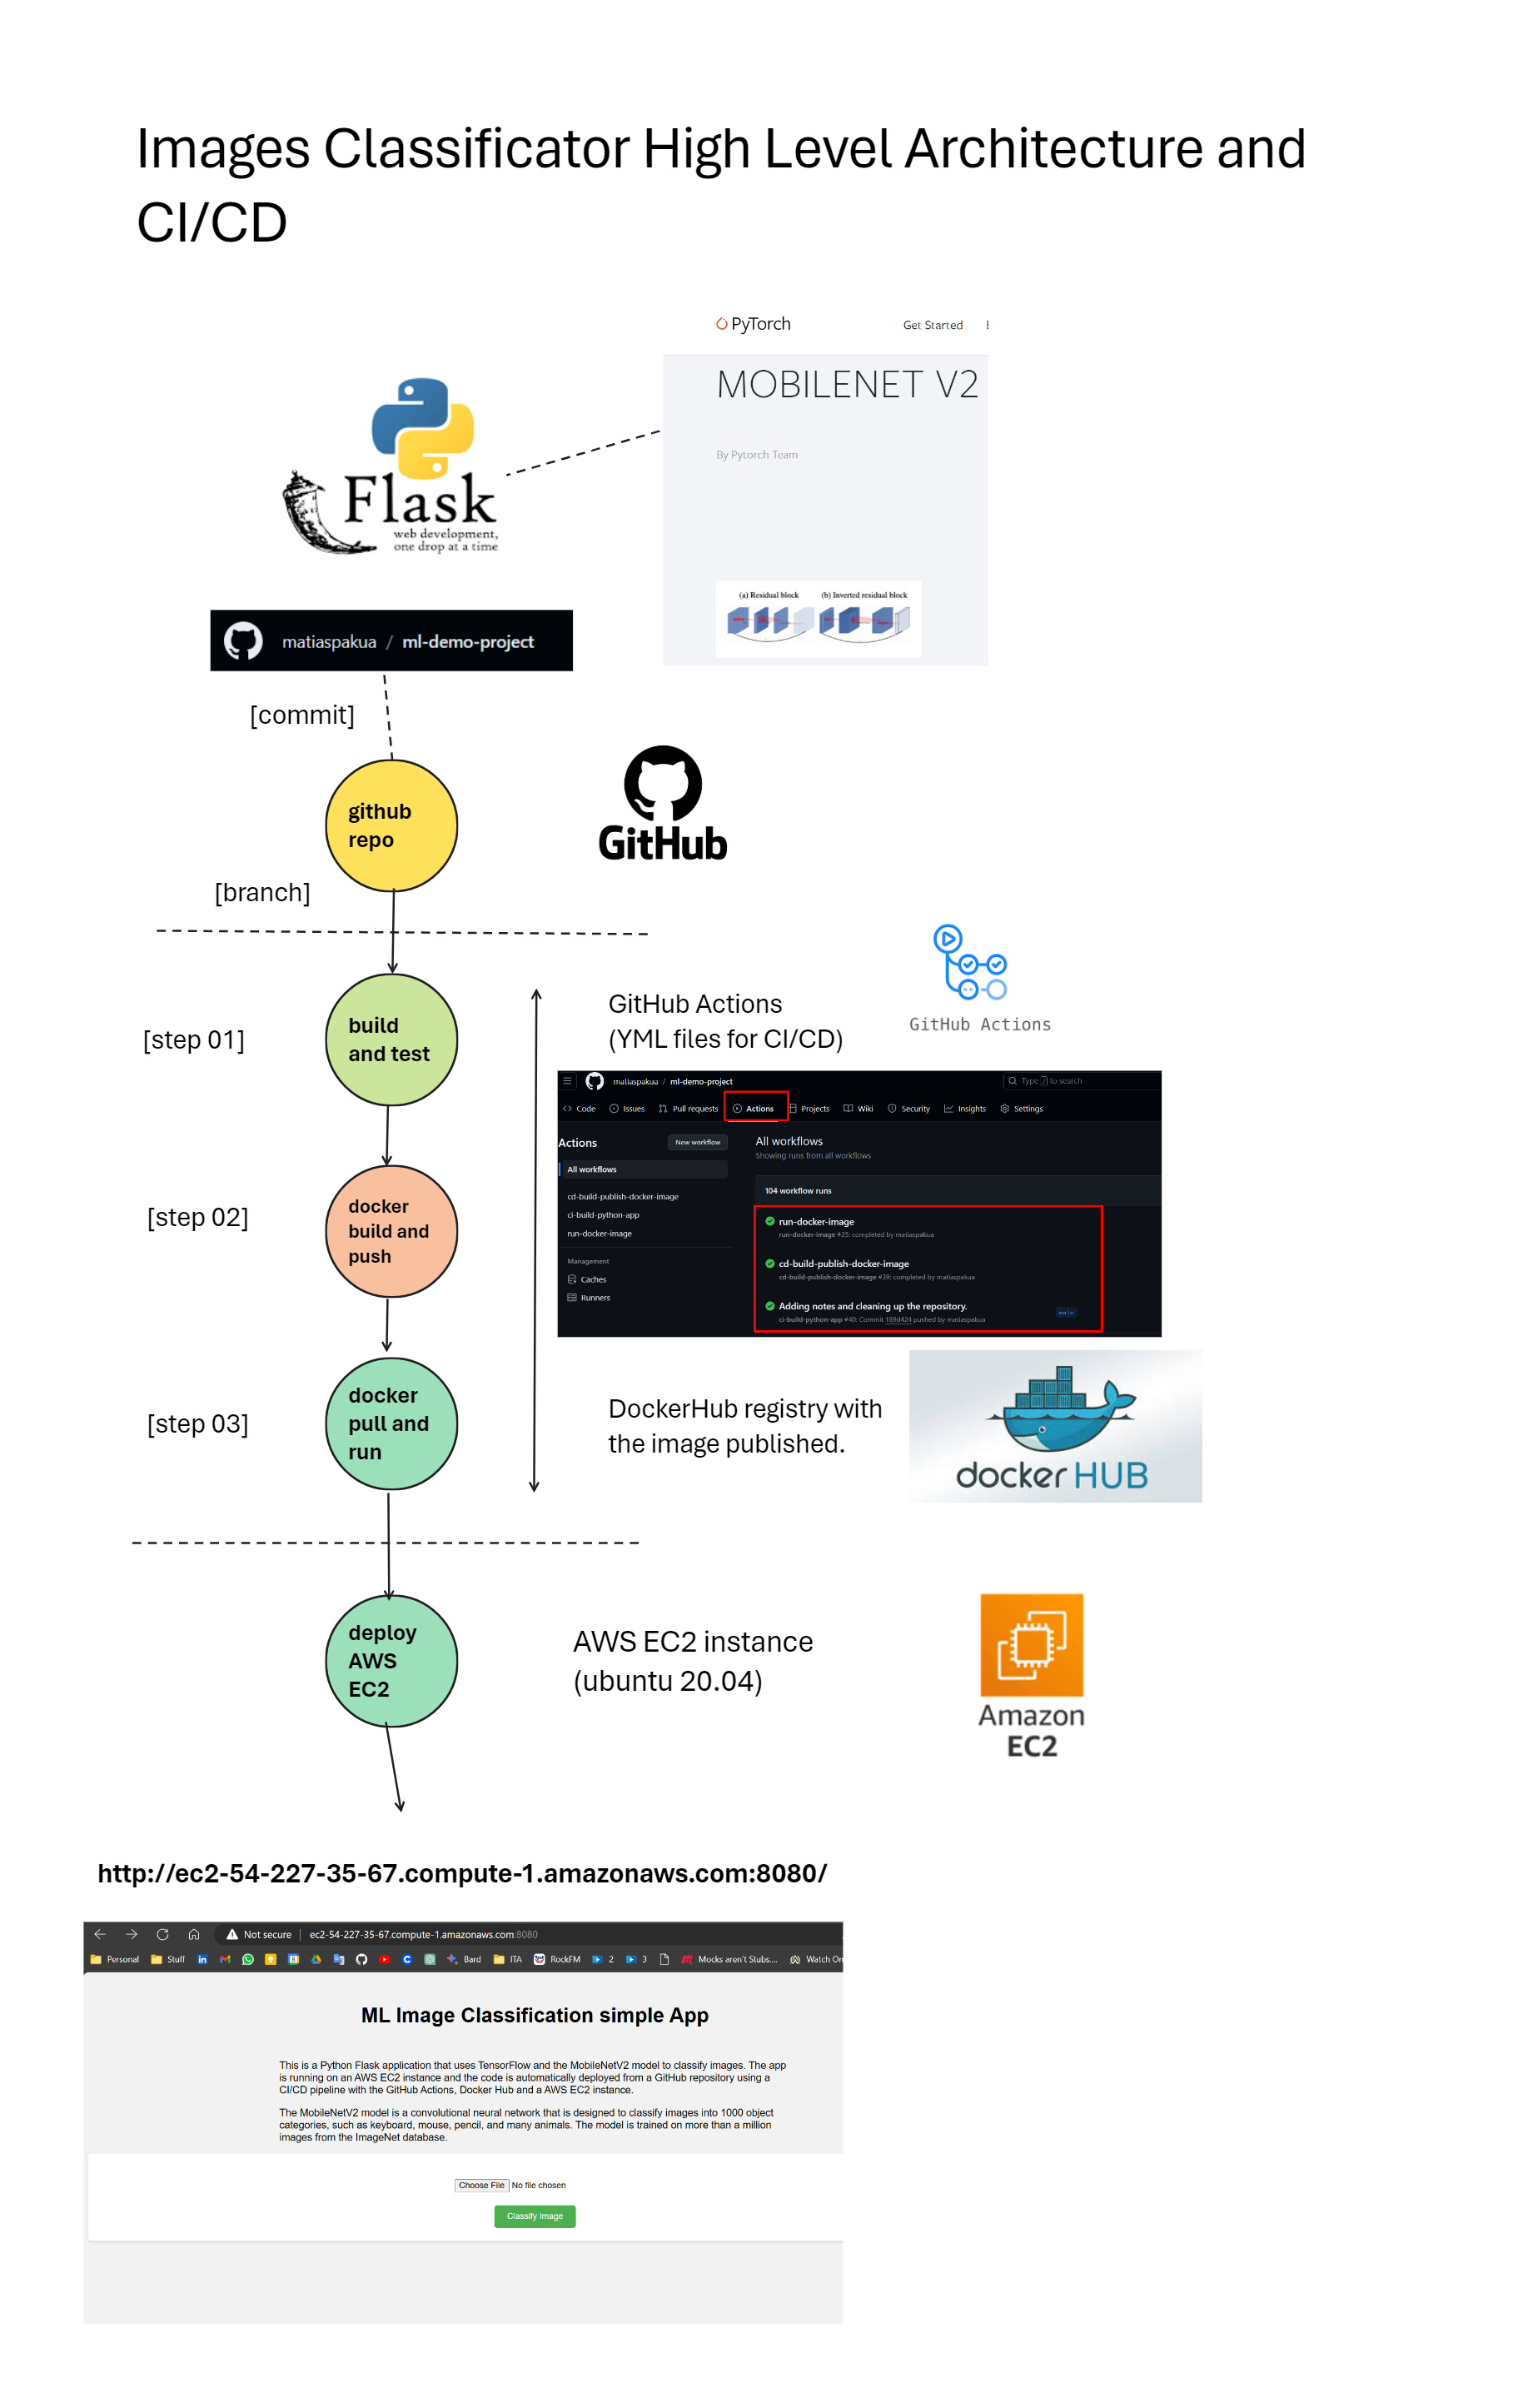 Images Classificator High Level Architecture and
CI/CD
PyTorch
Get Started
MOBILENET V2
By Pytorch Team
(a) Residual block
(b) Inverted residual block
Flask
web development,
one drop at a time
matiaspakua / ml-demo-project
[commit]
github
repo
GitHub
[branch]
[step 01]
build
and test
GitHub Actions
(YML files for CI/CD)
GitHub Actions
matiaspakua / ml-demo-project
Type / to search
Code
Issues
Pull requests
Actions
Projects
Wiki
Security
Insights
Settings
Actions
New workflow
All workflows
cd-build-publish-docker-image
ci-build-python-app
run-docker-image
Management
Caches
Runners
All workflows
Showing runs from all workflows
104 workflow runs
run-docker-image
run-docker-image #25: completed by matiaspakua
cd-build-publish-docker-image
cd-build-publish-docker-image #39: completed by matiaspakua
Adding notes and cleaning up the repository.
ci-build-python-app #40: Commit 189d424 pushed by matiaspakua
main
[step 02]
docker
build and
push
[step 03]
docker
pull and
run
DockerHub registry with
the image published.
docker HUB
deploy
AWS
EC2
AWS EC2 instance
(ubuntu 20.04)
Amazon
EC2
http://ec2-54-227-35-67.compute-1.amazonaws.com:8080/
Not secure | ec2-54-227-35-67.compute-1.amazonaws.com:8080
Personal
Stuff
Bard
ITA
RockFM
2
3
Mocks aren't Stubs....
Watch On
ML Image Classification simple App
This is a Python Flask application that uses TensorFlow and the MobileNetV2 model to classify images. The app
is running on an AWS EC2 instance and the code is automatically deployed from a GitHub repository using a
CI/CD pipeline with the GitHub Actions, Docker Hub and a AWS EC2 instance.
The MobileNetV2 model is a convolutional neural network that is designed to classify images into 1000 object
categories, such as keyboard, mouse, pencil, and many animals. The model is trained on more than a million
images from the ImageNet database.
Choose File No file chosen
Classify Image